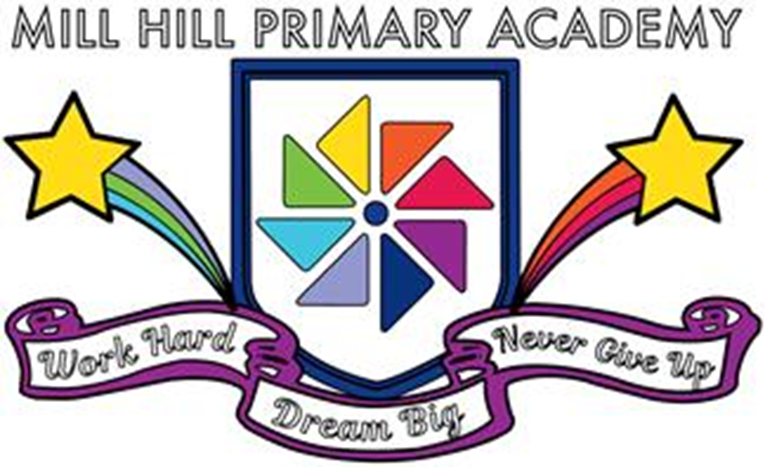 MILL HILL PRIMARY ACADEMY
Work Hard
Dream Big
Never Give Up